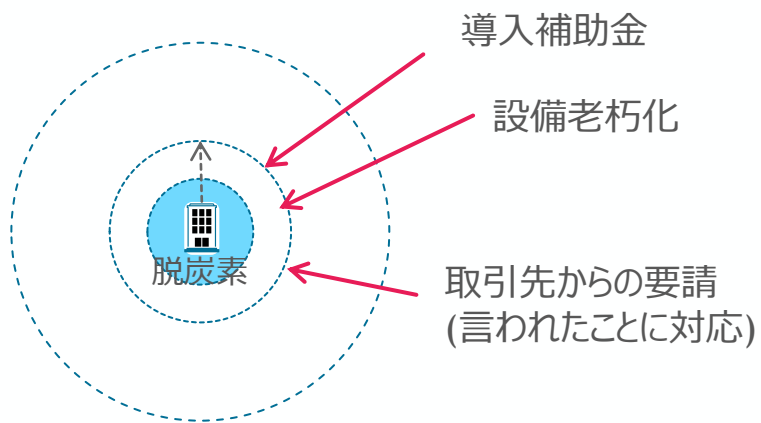 導入補助金
設備老朽化
脱炭素
取引先からの要請
(言われたことに対応)